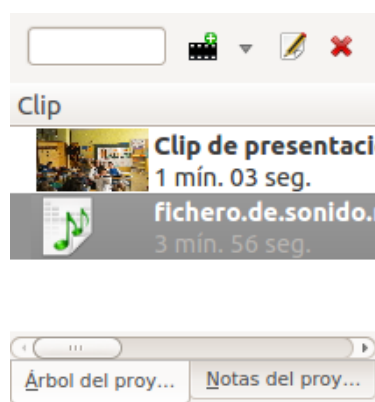 Clip
Clip de presentaci
1 mín. 03 seg.
fichero.de.sonido.
3 mín. 56 seg.
Árbol del proy... Notas del proy...